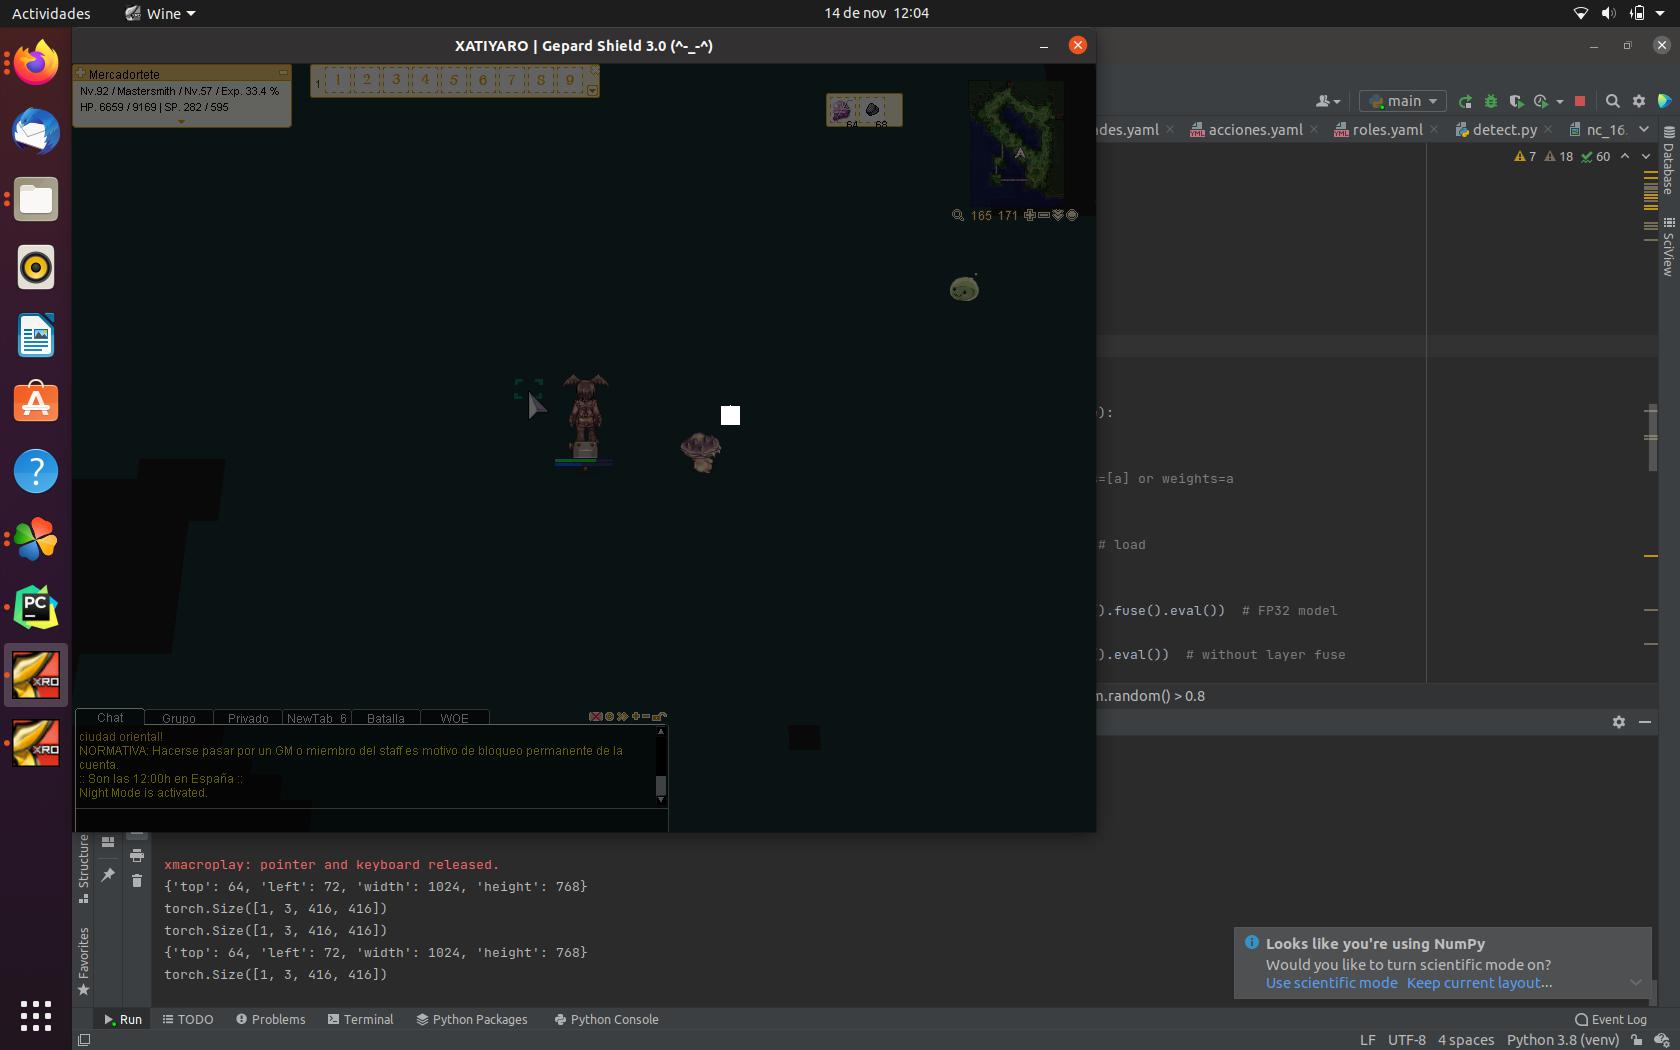 Actividades
Wine
14 de nov 12:04
XATIYARO | Gepard Shield 3.0 (^-_-^)
Mercadortete
Nv.92 / Mastersmith / Nv.57 / Exp. 33.4 %
HP. 6659 / 9169 | SP. 282 / 595
1 1 2 3 4 5 6 7 8 9
64 68
165 171
main
des.yaml
acciones.yaml
roles.yaml
detect.py
nc_16.
7 18 60
Database
SciView
):
=[a] or weights=a
# load
).fuse().eval()) # FP32 model
).eval()) # without layer fuse
m.random() > 0.8
Chat Grupo Privado NewTab_6 Batalla WOE
ciudad oriental!
NORMATIVA: Hacerse pasar por un GM o miembro del staff es motivo de bloqueo permanente de la
cuenta.
:: Son las 12:00h en España ::
Night Mode is activated.
PC
XRO
XRO
Structure
Favorites
xmacroplay: pointer and keyboard released.
{'top': 64, 'left': 72, 'width': 1024, 'height': 768}
torch.Size([1, 3, 416, 416])
torch.Size([1, 3, 416, 416])
{'top': 64, 'left': 72, 'width': 1024, 'height': 768}
torch.Size([1, 3, 416, 416])
Looks like you're using NumPy
Would you like to turn scientific mode on?
Use scientific mode Keep current layout...
Run
TODO
Problems
Terminal
Python Packages
Python Console
Event Log
LF UTF-8 4 spaces Python 3.8 (venv)